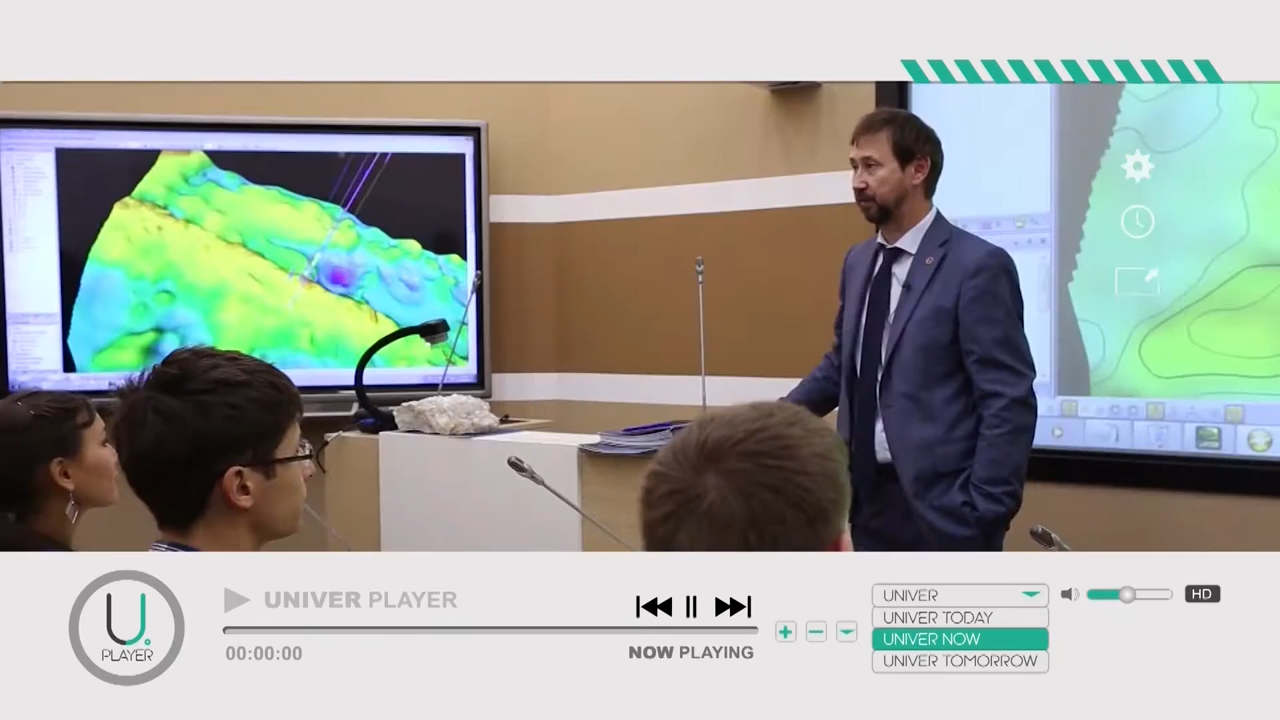 U.
PLAYER
UNIVER PLAYER
00:00:00
NOW PLAYING
UNIVER
UNIVER TODAY
UNIVER NOW
UNIVER TOMORROW
HD